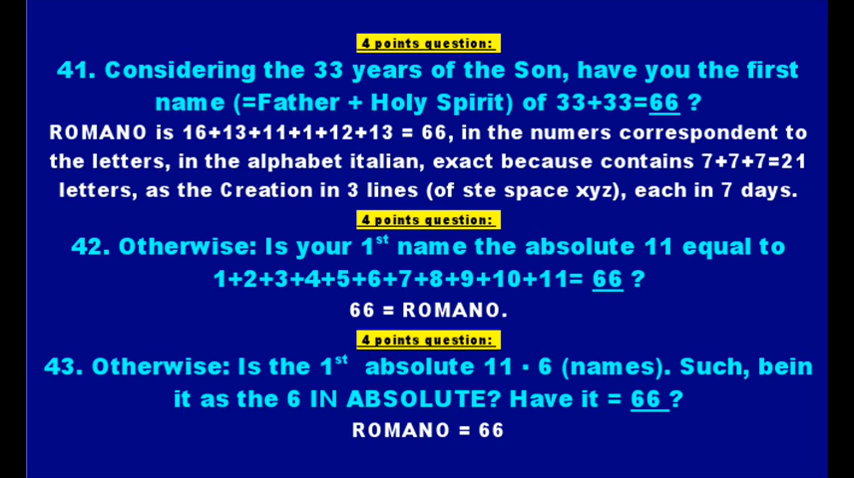 4 points question:
41. Considering the 33 years of the Son, have you the first
name (=Father + Holy Spirit) of 33+33=66 ?
ROMANO is 16+13+11+1+12+13 = 66, in the numers correspondent to
the letters, in the alphabet italian, exact because contains 7+7+7=21
letters, as the Creation in 3 lines (of ste space xyz), each in 7 days.
4 points question:
42. Otherwise: Is your 1st name the absolute 11 equal to
1+2+3+4+5+6+7+8+9+10+11= 66 ?
66 = ROMANO.
4 points question:
43. Otherwise: Is the 1st absolute 11 · 6 (names). Such, bein
it as the 6 IN ABSOLUTE? Have it = 66 ?
ROMANO = 66